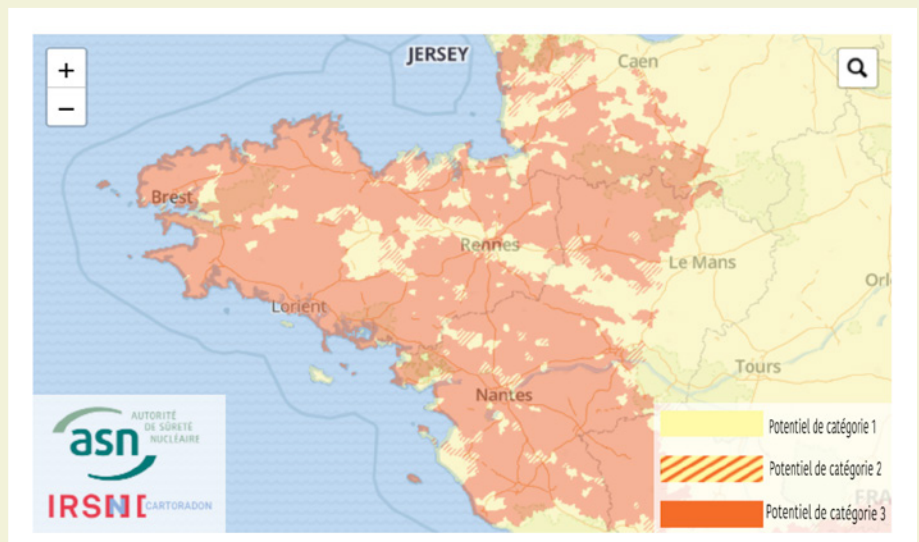 +
−
JERSEY
Caen
Brest
Rennes
Le Mans
Orl
Lorient
Tours
Nantes
asn
AUTORITÉ
DE SÛRETÉ
NUCLÉAIRE
IRSN
CARTORADON
Potentiel de catégorie 1
Potentiel de catégorie 2
Potentiel de catégorie 3
FRA